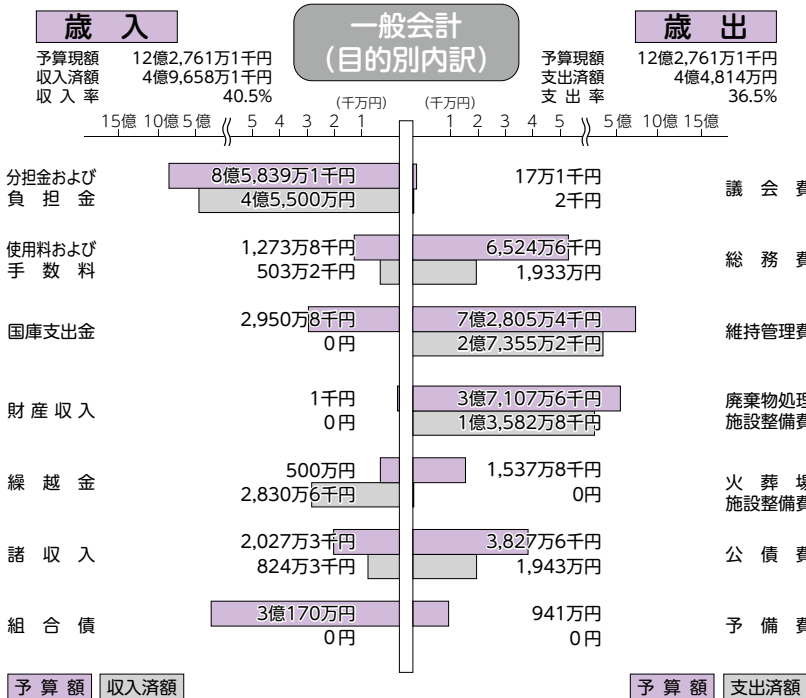 歳入
予算現額 12億2,761万1千円
収入済額 4億9,658万1千円
収入率 40.5%
一般会計
(目的別内訳)
歳出
予算現額 12億2,761万1千円
支出済額 4億4,814万円
支出率 36.5%
(千万円) (千万円)
15億 10億 5億 5 4 3 2 1 1 2 3 4 5 5億 10億 15億
分担金および
負担金
8億5,839万1千円
4億5,500万円
17万1千円
2千円
議会費
使用料および
手数料
1,273万8千円
503万2千円
6,524万6千円
1,933万円
総務費
国庫支出金
2,950万8千円
0円
7億2,805万4千円
2億7,355万2千円
維持管理費
財産収入
1千円
0円
3億7,107万6千円
1億3,582万8千円
廃棄物処理
施設整備費
繰越金
500万円
2,830万6千円
1,537万8千円
0円
火葬場
施設整備費
諸収入
2,027万3千円
824万3千円
3,827万6千円
1,943万円
公債費
組合債
3億170万円
0円
941万円
0円
予備費
予算額 収入済額
予算額 支出済額